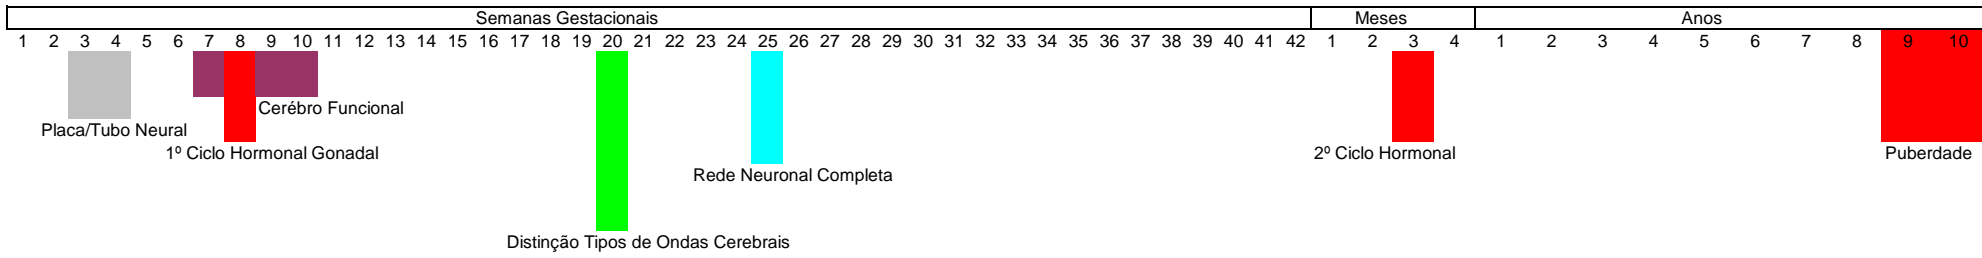 Semanas Gestacionais Meses Anos
1 2 3 4 5 6 7 8 9 10 11 12 13 14 15 16 17 18 19 20 21 22 23 24 25 26 27 28 29 30 31 32 33 34 35 36 37 38 39 40 41 42 1 2 3 4 1 2 3 4 5 6 7 8 9 10
Cerébro Funcional
Placa/Tubo Neural
1º Ciclo Hormonal Gonadal 2º Ciclo Hormonal Puberdade
Rede Neuronal Completa
Distinção Tipos de Ondas Cerebrais